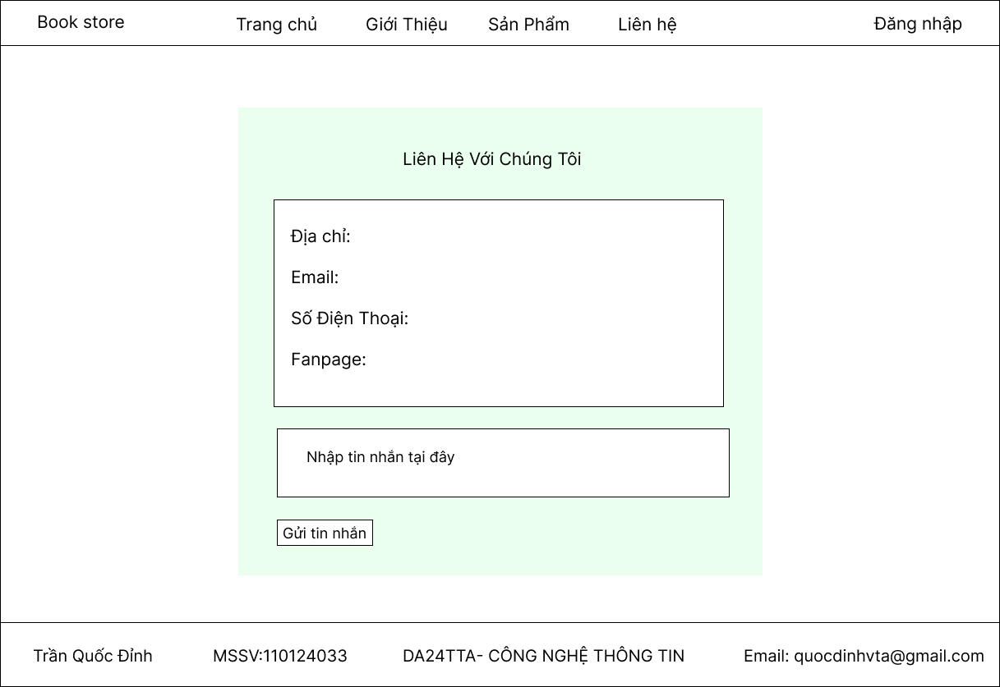 Book store
Trang chủ
Giới Thiệu
Sản Phẩm
Liên hệ
Đăng nhập
Liên Hệ Với Chúng Tôi
Địa chỉ:
Email:
Số Điện Thoại:
Fanpage:
Nhập tin nhắn tại đây
Gửi tin nhắn
Trần Quốc Đỉnh
MSSV:110124033
DA24TTA- CÔNG NGHỆ THÔNG TIN
Email: quocdinhvta@gmail.com